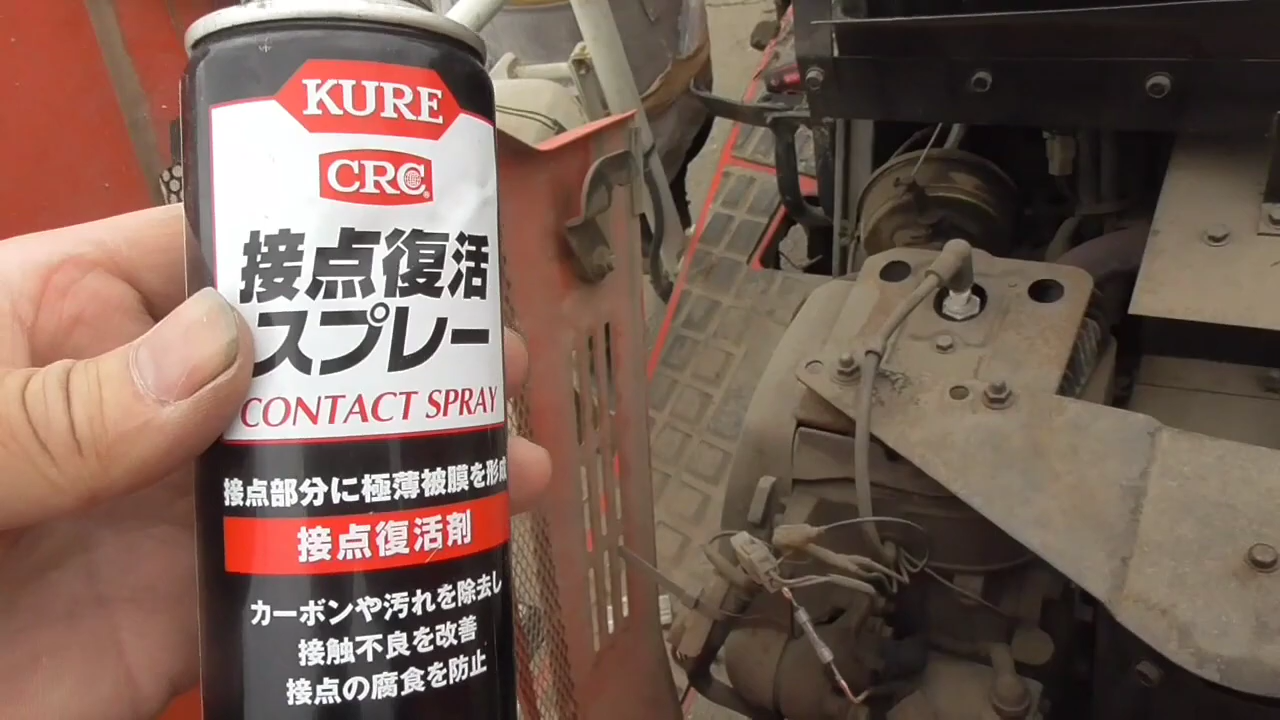 KURE
CRC
接点復活
スプレー
CONTACT SPRAY
接点部分に極薄被膜を形成
接点復活剤
カーボンや汚れを除去し
接触不良を改善
接点の腐食を防止